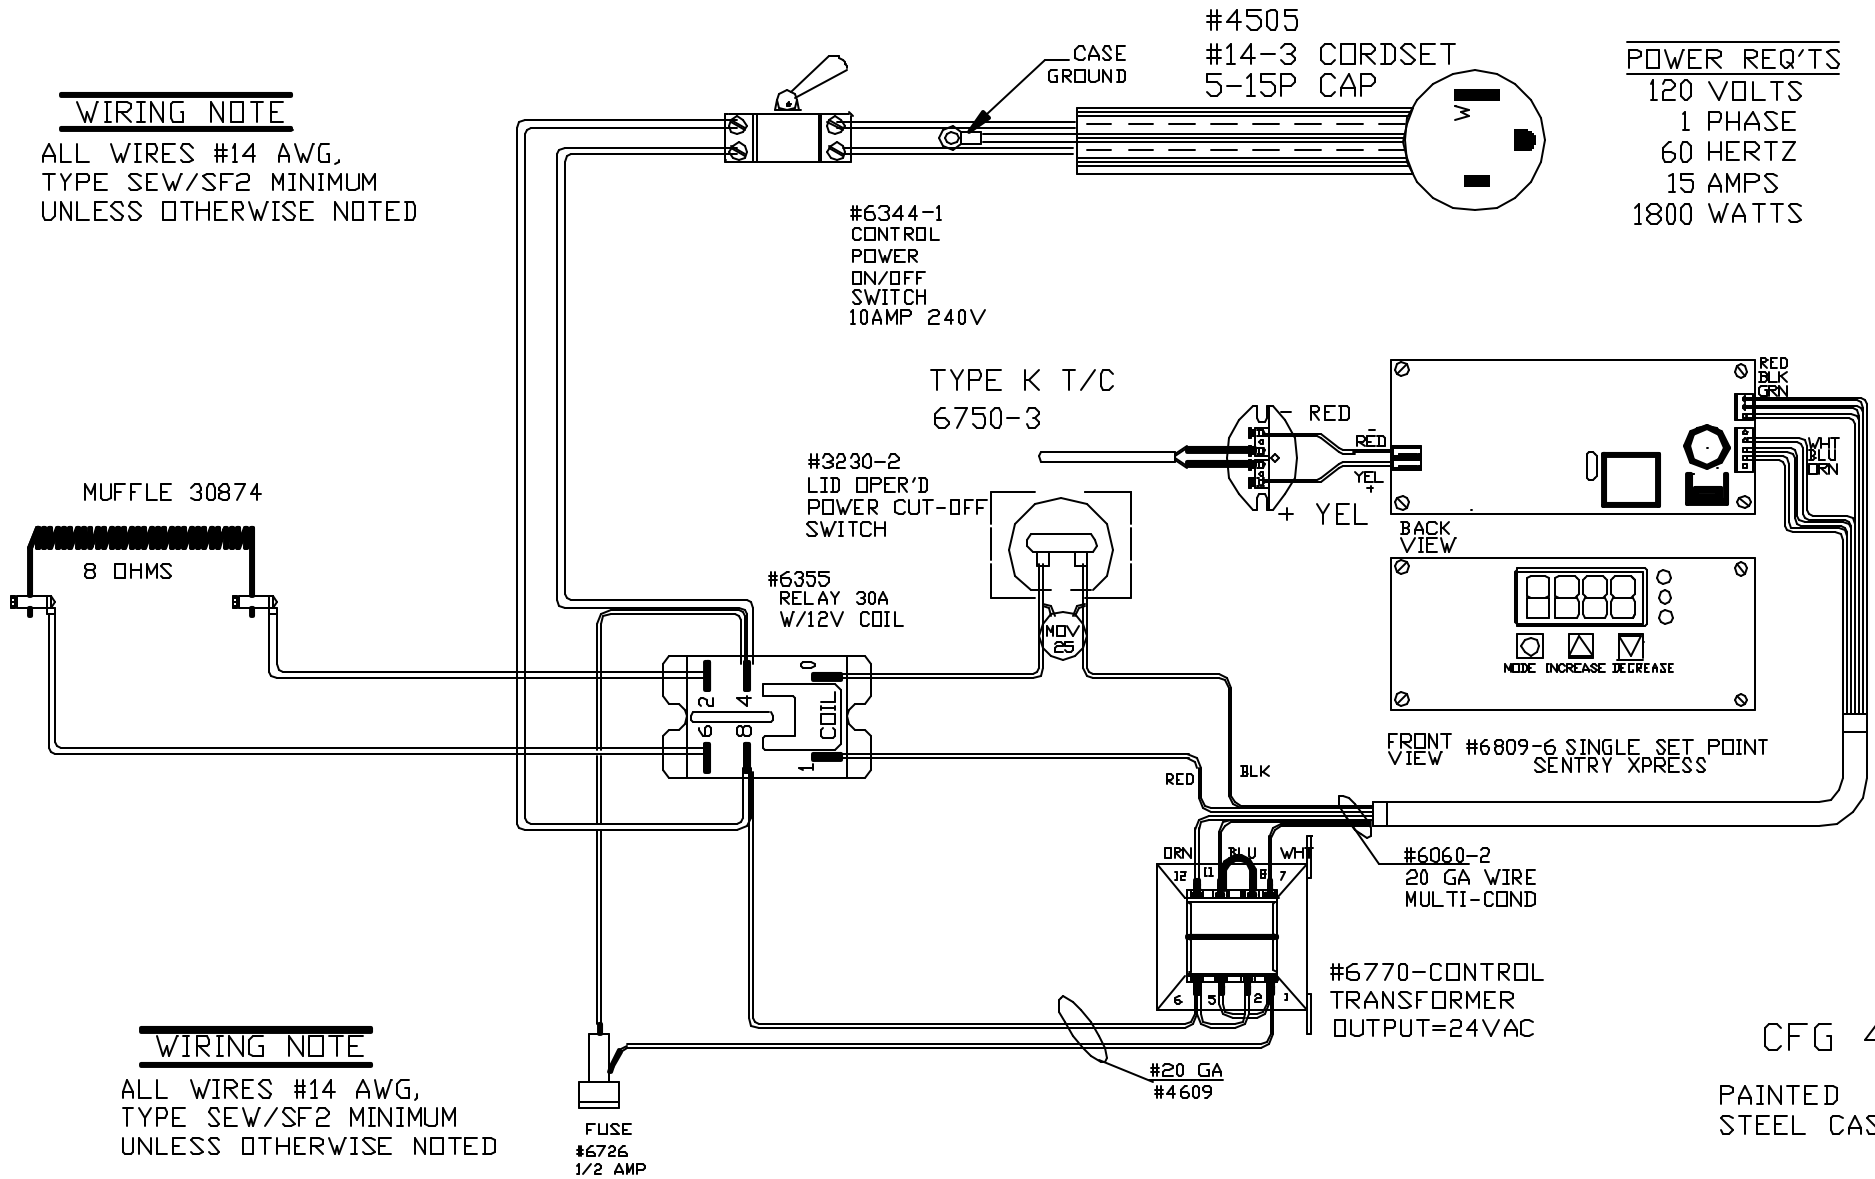 WIRING NOTE
ALL WIRES #14 AWG,
TYPE SEW/SF2 MINIMUM
UNLESS OTHERWISE NOTED
CASE
GROUND
#4505
#14-3 CORDSET
5-15P CAP
W
POWER REQ'TS
120 VOLTS
1 PHASE
60 HERTZ
15 AMPS
1800 WATTS
#6344-1
CONTROL
POWER
ON/OFF
SWITCH
10AMP 240V
TYPE K T/C
6750-3
- RED
-
RED
YEL
+
+ YEL
RED
BLK
GRN
WHT
BLU
ORN
BACK
VIEW
#3230-2
LID OPER'D
POWER CUT-OFF
SWITCH
MUFFLE 30874
8 OHMS
#6355
RELAY 30A
W/12V COIL
MOV
25
MODE INCREASE DECREASE
FRONT
VIEW
#6809-6 SINGLE SET POINT
SENTRY XPRESS
2 4 0
6 8 COIL
1
RED
BLK
ORN BLU WHT
12 11 8 7
6 5 2 1
#6060-2
20 GA WIRE
MULTI-COND
#6770-CONTROL
TRANSFORMER
OUTPUT=24VAC
#20 GA
#4609
WIRING NOTE
ALL WIRES #14 AWG,
TYPE SEW/SF2 MINIMUM
UNLESS OTHERWISE NOTED
FUSE
#6726
1/2 AMP
CFG 4
PAINTED
STEEL CAS